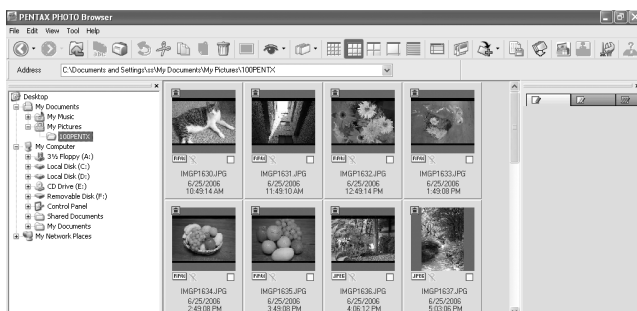 PENTAX PHOTO Browser
File Edit View Tool Help
Address C:\Documents and Settings\ss\My Documents\My Pictures\100PENTX
Desktop
My Documents
My Music
My Pictures
100PENTX
My Computer
3½ Floppy (A:)
Local Disk (C:)
Local Disk (D:)
CD Drive (E:)
Removable Disk (F:)
Control Panel
Shared Documents
My Documents
My Network Places
IMGP1630.JPG
6/25/2006
10:49:14 AM
IMGP1631.JPG
6/25/2006
11:49:10 AM
IMGP1632.JPG
6/25/2006
12:49:14 PM
IMGP1633.JPG
6/25/2006
1:49:08 PM
JPEG
JPEG
IMGP1634.JPG
6/25/2006
2:49:08 PM
IMGP1635.JPG
6/25/2006
3:49:08 PM
IMGP1636.JPG
6/25/2006
4:06:12 PM
IMGP1637.JPG
6/25/2006
5:03:06 PM